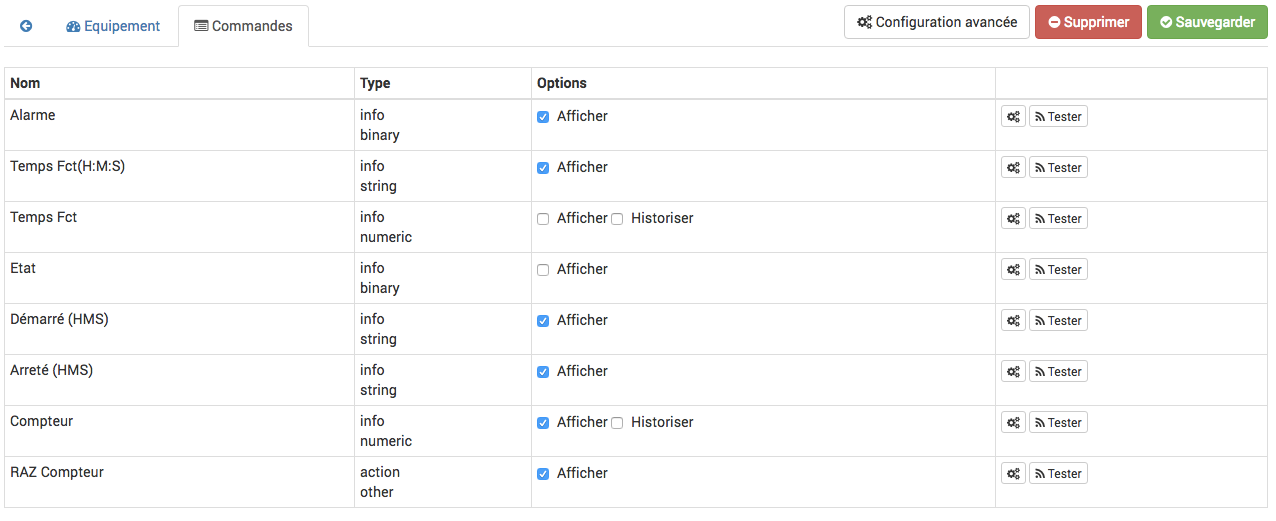 Equipement Commandes Configuration avancée Supprimer Sauvegarder
Nom Type Options
Alarme info Afficher Tester
binary
Temps Fct(H:M:S) info Afficher Tester
string
Temps Fct info Afficher Historiser Tester
numeric
Etat info Afficher Tester
binary
Démarré (HMS) info Afficher Tester
string
Arreté (HMS) info Afficher Tester
string
Compteur info Afficher Historiser Tester
numeric
RAZ Compteur action Afficher Tester
other